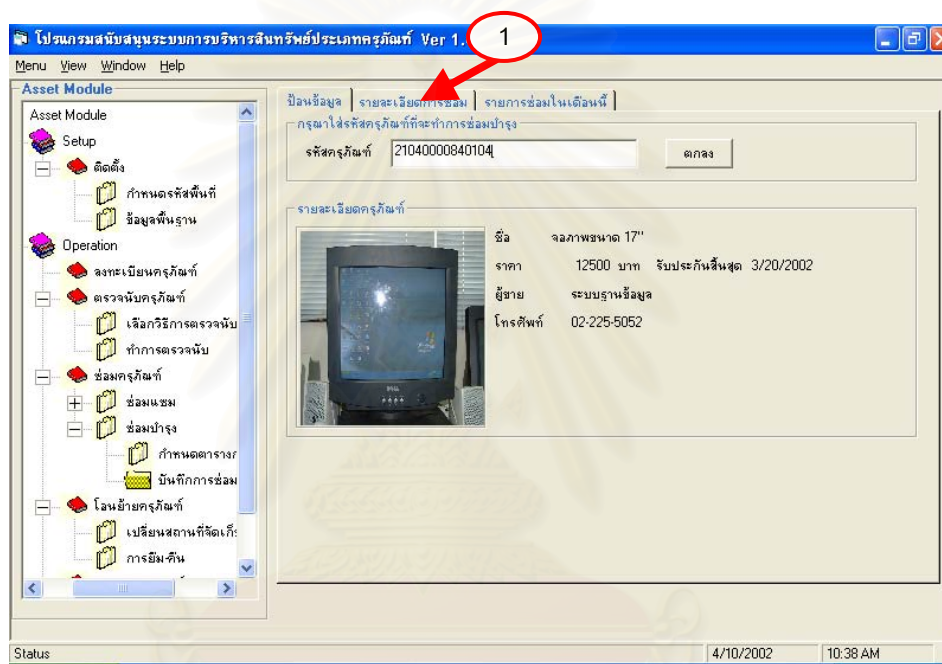 โปรแกรมสนับสนุนระบบการบริหารสินทรัพย์ประเภทครุภัณฑ์ Ver 1.
1
Menu View Window Help
Asset Module
Asset Module
Setup
ติดตั้ง
กำหนดรหัสพื้นที่
ข้อมูลพื้นฐาน
Operation
ลงทะเบียนครุภัณฑ์
ตรวจนับครุภัณฑ์
เลือกวิธีการตรวจนับ
ทำการตรวจนับ
ซ่อมครุภัณฑ์
ซ่อมแซม
ซ่อมบำรุง
กำหนดตาราง
บันทึกการซ่อม
โอนย้ายครุภัณฑ์
เปลี่ยนสถานที่จัดเก็
การยืม-คืน
ป้อนข้อมูล รายละเอียดการซ่อม รายการซ่อมในเดือนนี้
กรุณาใส่รหัสครุภัณฑ์ที่จะทำการซ่อมบำรุง
รหัสครุภัณฑ์ 21040000840104 ตกลง
รายละเอียดครุภัณฑ์
ชื่อ จอภาพขนาด 17"
ราคา 12500 บาท รับประกันสิ้นสุด 3/20/2002
ผู้ขาย ระบบฐานข้อมูล
โทรศัพท์ 02-225-5052
DELL
Status 4/10/2002 10:38 AM